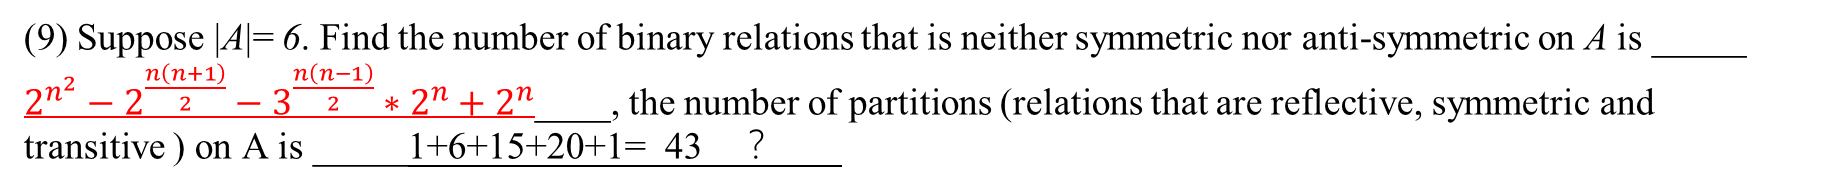 (9) Suppose |A|= 6. Find the number of binary relations that is neither symmetric nor anti-symmetric on A is ______
2^{n^2} − 2^{\frac{n(n+1)}{2}} − 3^{\frac{n(n−1)}{2}} * 2^n + 2^n____, the number of partitions (relations that are reflective, symmetric and
transitive ) on A is ______1+6+15+20+1= 43 ?______